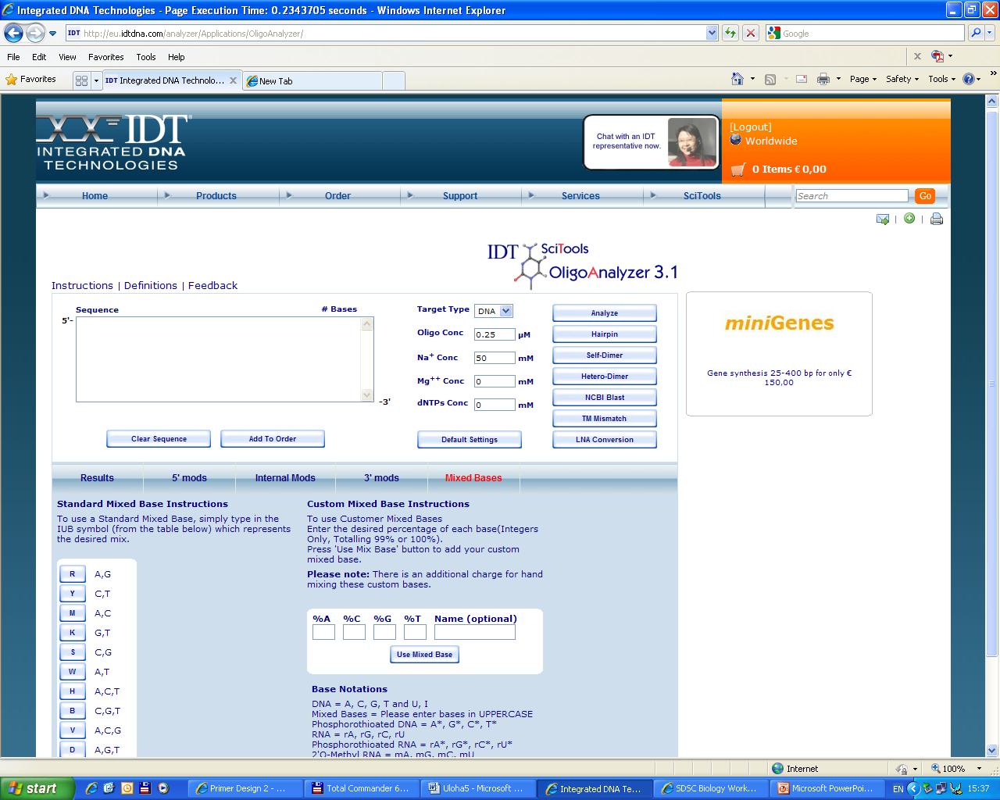 Integrated DNA Technologies - Page Execution Time: 0.2343705 seconds - Windows Internet Explorer
IDT http://eu.idtdna.com/analyzer/Applications/OligoAnalyzer/
Google
File Edit View Favorites Tools Help
Favorites
IDT Integrated DNA Technolo...
New Tab
Page Safety Tools
IDT
INTEGRATED DNA
TECHNOLOGIES
Chat with an IDT
representative now.
[Logout]
Worldwide
0 Items € 0,00
Home Products Order Support Services SciTools
Search Go
IDT SciTools
OligoAnalyzer 3.1
Instructions | Definitions | Feedback
Sequence # Bases
5'-
-3'
Clear Sequence Add To Order
Target Type DNA
Oligo Conc 0.25 µM
Na+ Conc 50 mM
Mg++ Conc 0 mM
dNTPs Conc 0 mM
Default Settings
Analyze
Hairpin
Self-Dimer
Hetero-Dimer
NCBI Blast
TM Mismatch
LNA Conversion
miniGenes
Gene synthesis 25-400 bp for only €
150,00
Results 5' mods Internal Mods 3' mods Mixed Bases
Standard Mixed Base Instructions
To use a Standard Mixed Base, simply type in the
IUB symbol (from the table below) which represents
the desired mix.
R A,G
Y C,T
M A,C
K G,T
S C,G
W A,T
H A,C,T
B C,G,T
V A,C,G
D A,G,T
Custom Mixed Base Instructions
To use Customer Mixed Bases
Enter the desired percentage of each base(Integers
Only, Totalling 99% or 100%).
Press 'Use Mix Base' button to add your custom
mixed base.
Please note: There is an additional charge for hand
mixing these custom bases.
%A %C %G %T Name (optional)
Use Mixed Base
Base Notations
DNA = A, C, G, T and U, I
Mixed Bases = Please enter bases in UPPERCASE
Phosphorothioated DNA = A*, G*, C*, T*
RNA = rA, rG, rC, rU
Phosphorothioated RNA = rA*, rG*, rC*, rU*
2'O-Methyl RNA = mA, mG, mC, mU
Internet 100%
start
Primer Design 2 - ...
Total Commander 6...
Uloha5 - Microsoft ...
Integrated DNA Te...
SDSC Biology Work...
Microsoft PowerPoi...
EN 15:37